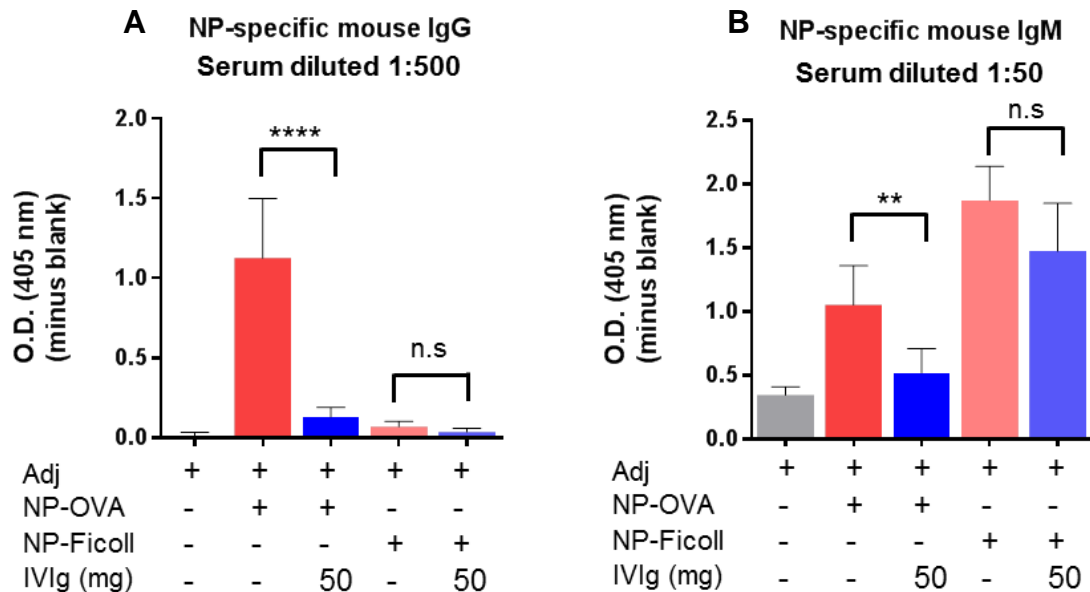 A
NP-specific mouse IgG
Serum diluted 1:500
O.D. (405 nm)
(minus blank)
2.0
1.5
1.0
0.5
0.0
****
n.s
Adj + + + + +
NP-OVA - + + - -
NP-Ficoll - - - + +
IVIg (mg) - - 50 - 50
B
NP-specific mouse IgM
Serum diluted 1:50
O.D. (405 nm)
(minus blank)
2.5
2.0
1.5
1.0
0.5
0.0
**
n.s
Adj + + + + +
NP-OVA - + + - -
NP-Ficoll - - - + +
IVIg (mg) - - 50 - 50